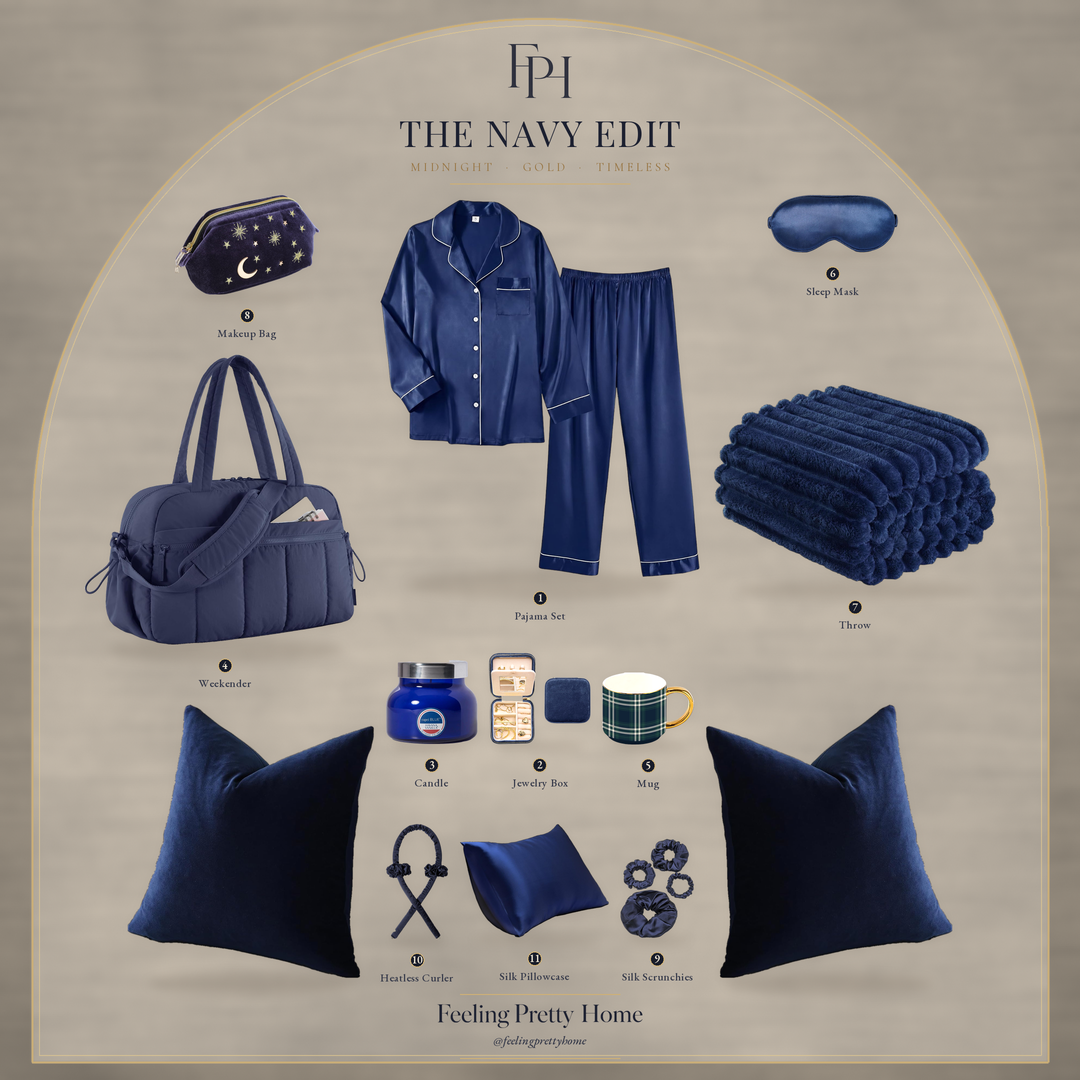 FPH
THE NAVY EDIT
MIDNIGHT · GOLD · TIMELESS
8
Makeup Bag
6
Sleep Mask
1
Pajama Set
7
Throw
4
Weekender
3
Candle
2
Jewelry Box
5
Mug
10
Heatless Curler
11
Silk Pillowcase
9
Silk Scrunchies
Feeling Pretty Home
@feelingprettyhome